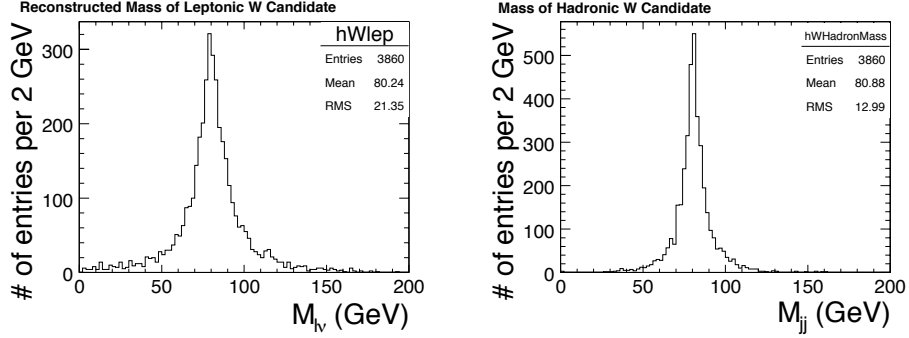 Reconstructed Mass of Leptonic W Candidate
# of entries per 2 GeV
300
200
100
0
hWlep
Entries 3860
Mean 80.24
RMS 21.35
0 50 100 150 200
M_lν (GeV)
Mass of Hadronic W Candidate
# of entries per 2 GeV
500
400
300
200
100
0
hWHadronMass
Entries 3860
Mean 80.88
RMS 12.99
0 50 100 150 200
M_jj (GeV)